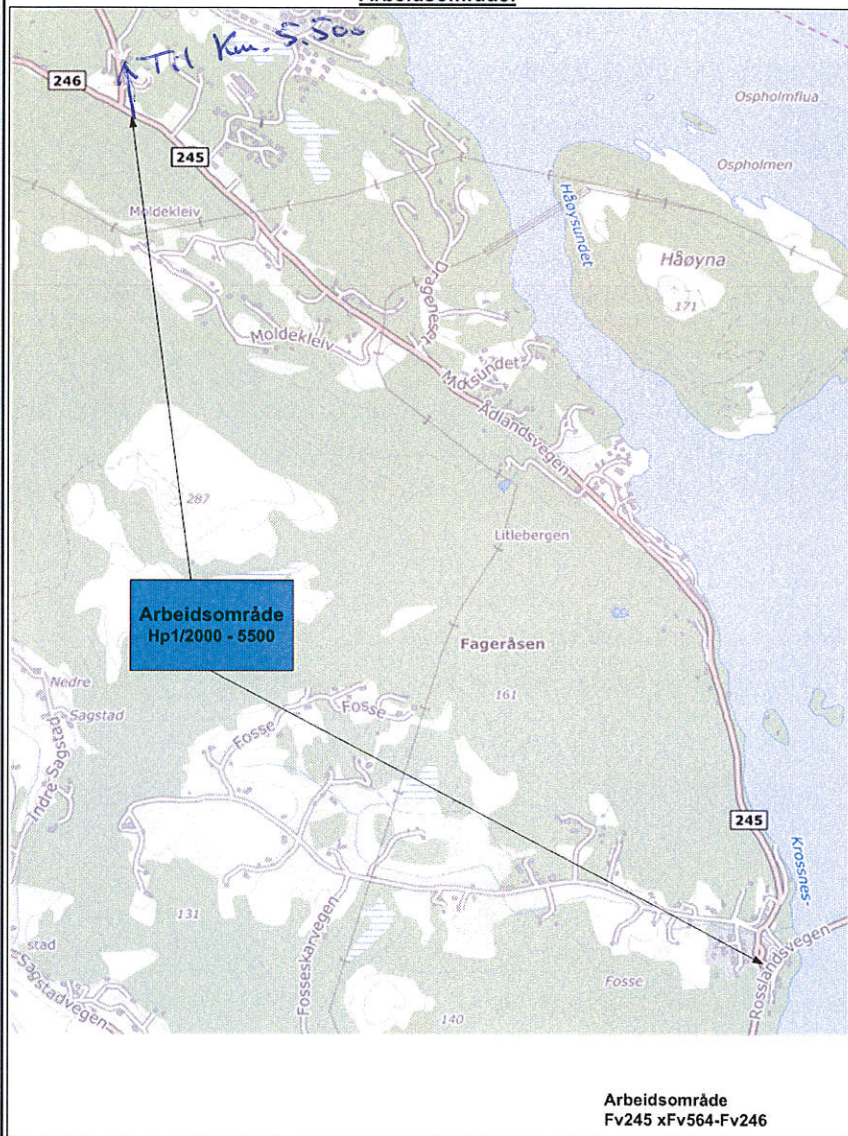 Arbeidsområde:
Til Km. 5.500
246
245
Ospholmflua
Ospholmen
Håøysundet
Håøyna
171
Moldekleiv
Drageneset
Moldekleiv
Motsundet
Ådlandsvegen
287
Litlebergen
Arbeidsområde
Hp1/2000 - 5500
Fageråsen
161
Nedre
Sagstad
Indre Sagstad
Fosse
Fosse
245
Krossnes-
131
stad
Sagstadvegen
Fosseskarvegen
Fosse
140
Rosslandsvegen
Arbeidsområde
Fv245 xFv564-Fv246